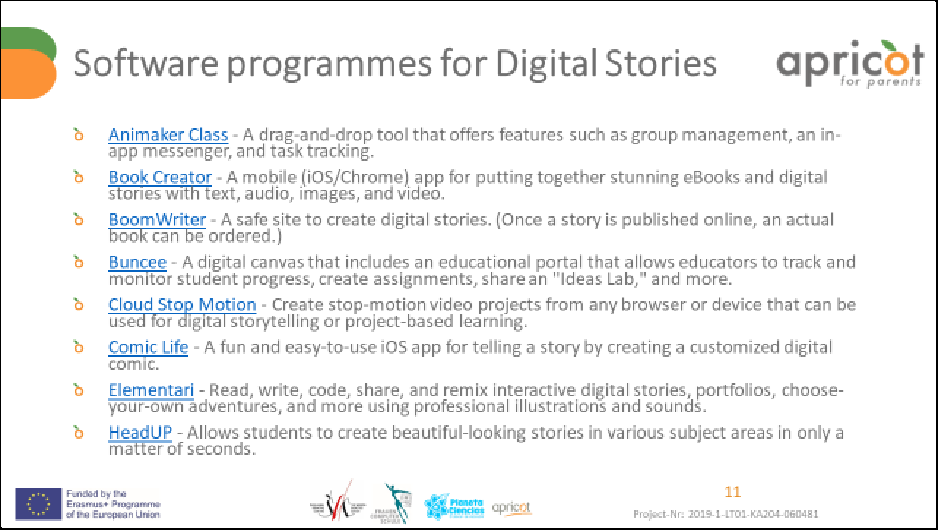 Software programmes for Digital Stories
apricot
for parents
Animaker Class - A drag-and-drop tool that offers features such as group management, an in-
app messenger, and task tracking.
Book Creator - A mobile (iOS/Chrome) app for putting together stunning eBooks and digital
stories with text, audio, images, and video.
BoomWriter - A safe site to create digital stories. (Once a story is published online, an actual
book can be ordered.)
Buncee - A digital canvas that includes an educational portal that allows educators to track and
monitor student progress, create assignments, share an "Ideas Lab," and more.
Cloud Stop Motion - Create stop-motion video projects from any browser or device that can be
used for digital storytelling or project-based learning.
Comic Life - A fun and easy-to-use iOS app for telling a story by creating a customized digital
comic.
Elementari - Read, write, code, share, and remix interactive digital stories, portfolios, choose-
your-own adventures, and more using professional illustrations and sounds.
HeadUP - Allows students to create beautiful-looking stories in various subject areas in only a
matter of seconds.
Funded by the
Erasmus+ Programme
of the European Union
Planeta
Ciencias
apricot
11
Project-Nr: 2019-1-LT01-KA204-060481